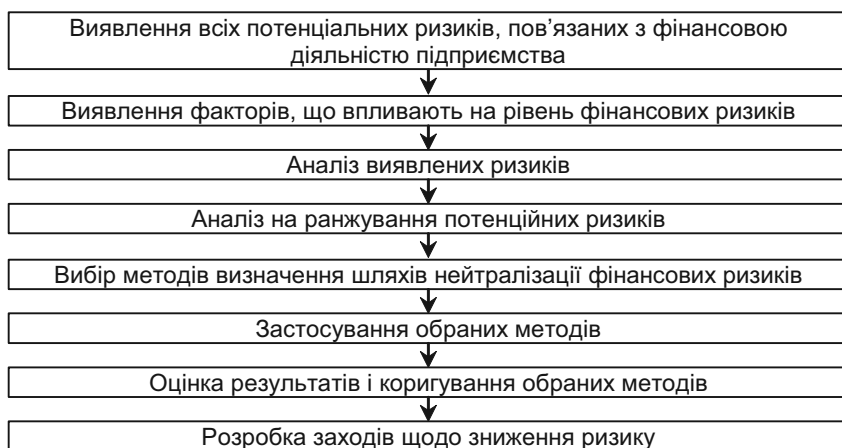 Виявлення всіх потенціальних ризиків, пов’язаних з фінансовою
діяльністю підприємства
Виявлення факторів, що впливають на рівень фінансових ризиків
Аналіз виявлених ризиків
Аналіз на ранжування потенційних ризиків
Вибір методів визначення шляхів нейтралізації фінансових ризиків
Застосування обраних методів
Оцінка результатів і коригування обраних методів
Розробка заходів щодо зниження ризику